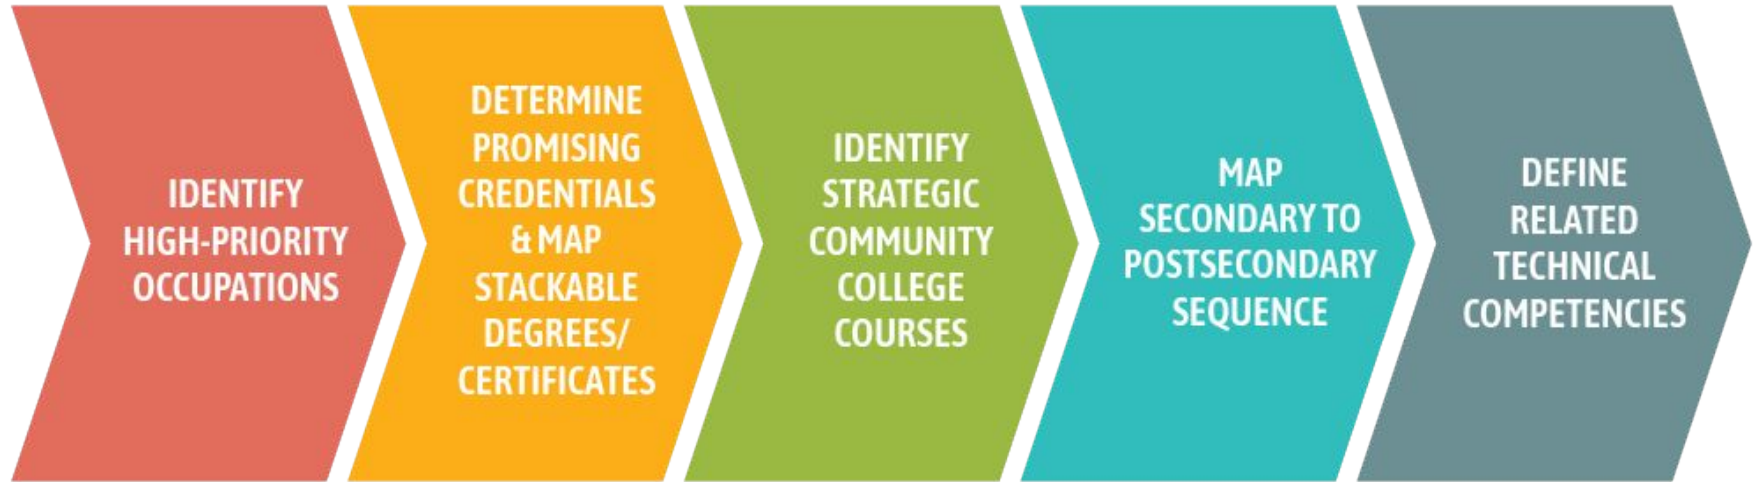 IDENTIFY
HIGH-PRIORITY
OCCUPATIONS
DETERMINE
PROMISING
CREDENTIALS
& MAP
STACKABLE
DEGREES/
CERTIFICATES
IDENTIFY
STRATEGIC
COMMUNITY
COLLEGE
COURSES
MAP
SECONDARY TO
POSTSECONDARY
SEQUENCE
DEFINE
RELATED
TECHNICAL
COMPETENCIES